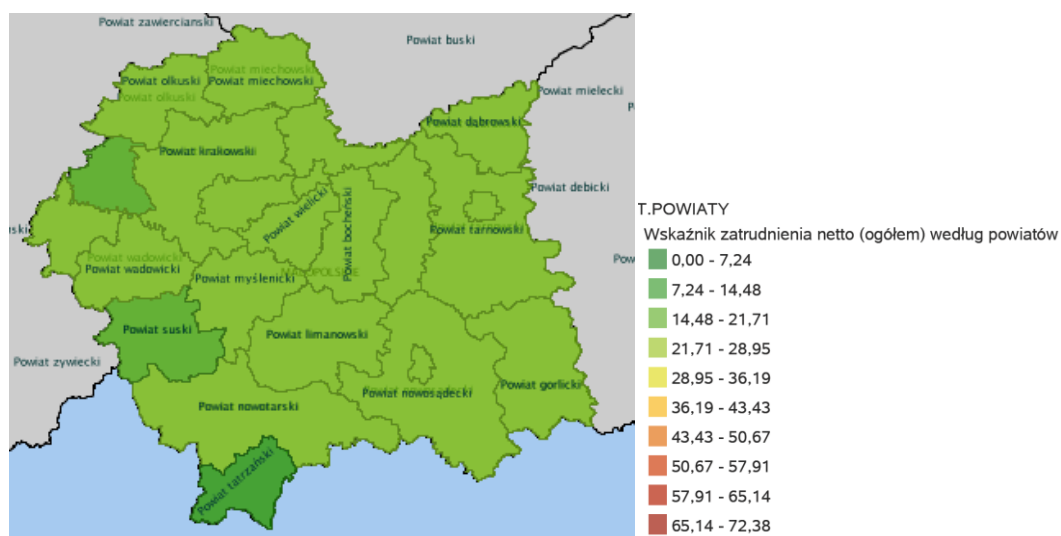 Powiat zawierciański
Powiat buski
Powiat miechowski
Powiat olkuski
Powiat miechowski
Powiat olkuski
Powiat mielecki
Powiat dąbrowski
Powiat krakowski
Powiat dębicki
Powiat wielicki
Powiat bocheński
Powiat tarnowski
ski
Powiat wadowicki
Powiat wadowicki
MAŁOPOLSKIE
Pow
Powiat myślenicki
Powiat suski
Powiat limanowski
Powiat żywiecki
Powiat gorlicki
Powiat nowosądecki
Powiat nowotarski
Powiat tatrzański
T.POWIATY
Wskaźnik zatrudnienia netto (ogółem) według powiatów
0,00 - 7,24
7,24 - 14,48
14,48 - 21,71
21,71 - 28,95
28,95 - 36,19
36,19 - 43,43
43,43 - 50,67
50,67 - 57,91
57,91 - 65,14
65,14 - 72,38